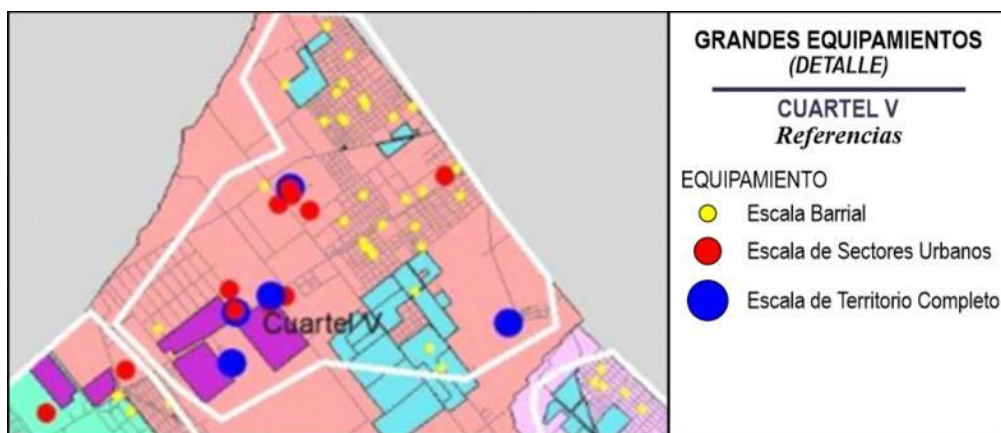 Cuartel V
GRANDES EQUIPAMIENTOS
(DETALLE)
CUARTEL V
Referencias
EQUIPAMIENTO
Escala Barrial
Escala de Sectores Urbanos
Escala de Territorio Completo